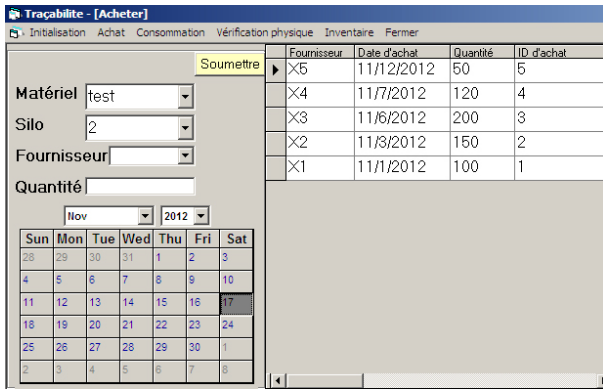 Traçabilite - [Acheter]
Initialisation Achat Consommation Vérification physique Inventaire Fermer
Soumettre
Matériel test
Silo 2
Fournisseur
Quantité
Nov 2012
Sun Mon Tue Wed Thu Fri Sat
28 29 30 31 1 2 3
4 5 6 7 8 9 10
11 12 13 14 15 16 17
18 19 20 21 22 23 24
25 26 27 28 29 30 1
2 3 4 5 6 7 8
Fournisseur Date d'achat Quantité ID d'achat
X5 11/12/2012 50 5
X4 11/7/2012 120 4
X3 11/6/2012 200 3
X2 11/3/2012 150 2
X1 11/1/2012 100 1